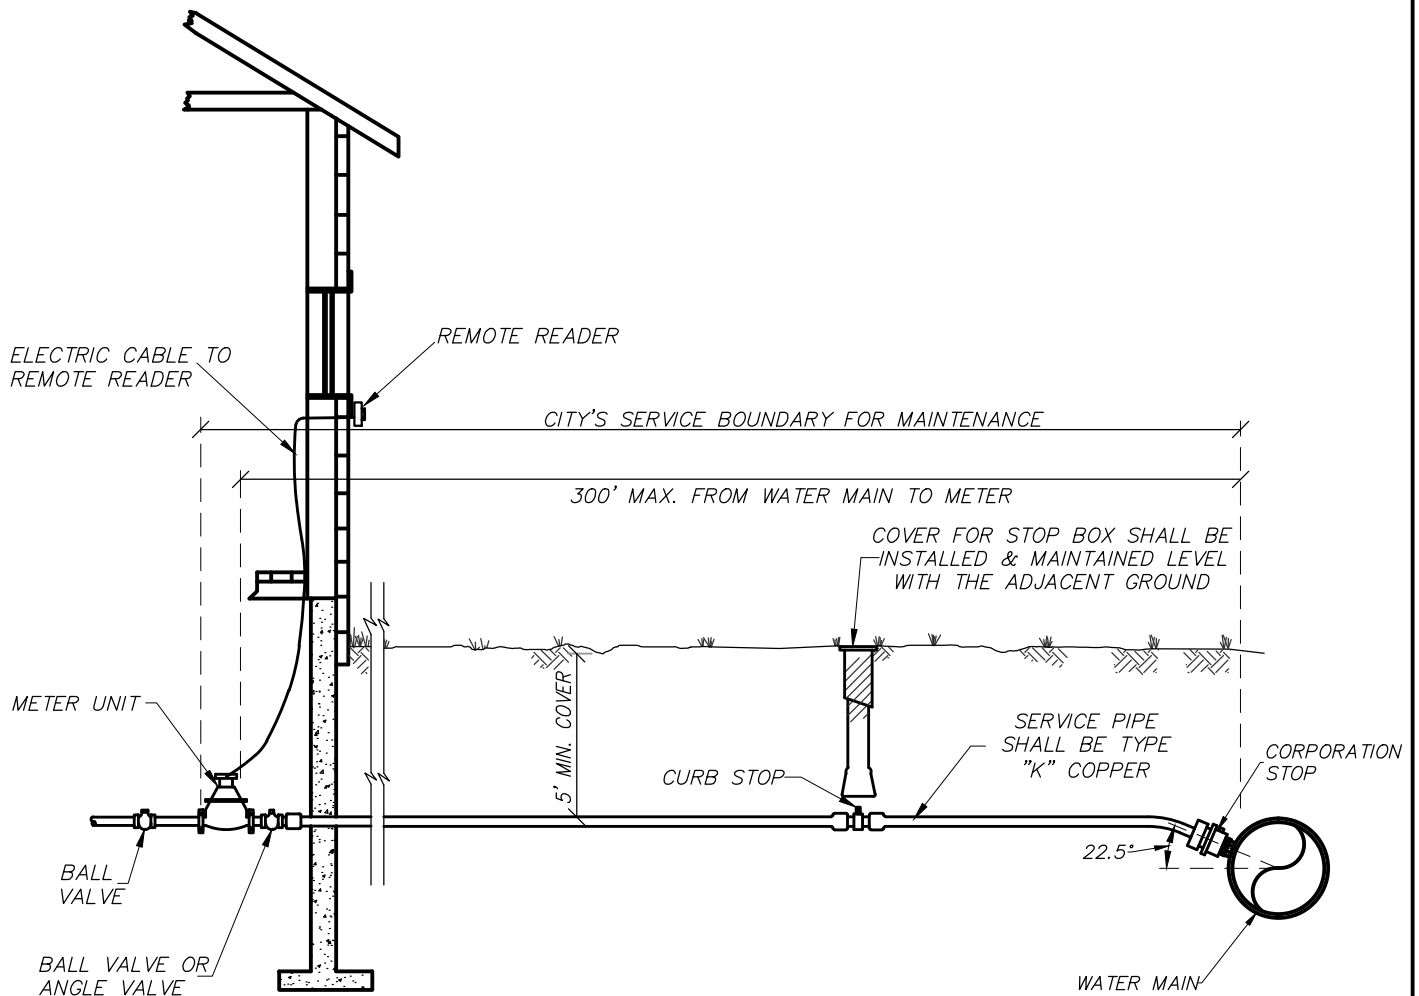 REMOTE READER
ELECTRIC CABLE TO
REMOTE READER
CITY'S SERVICE BOUNDARY FOR MAINTENANCE
300' MAX. FROM WATER MAIN TO METER
COVER FOR STOP BOX SHALL BE
INSTALLED & MAINTAINED LEVEL
WITH THE ADJACENT GROUND
METER UNIT
5' MIN. COVER
SERVICE PIPE
SHALL BE TYPE
"K" COPPER
CORPORATION
STOP
CURB STOP
22.5°
BALL
VALVE
BALL VALVE OR
ANGLE VALVE
WATER MAIN